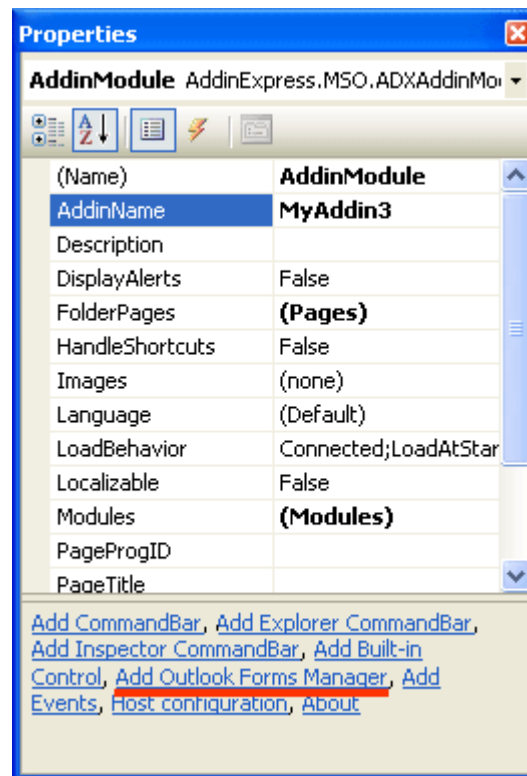 Properties
AddinModule AddinExpress.MSO.ADXAddinMo
(Name) AddinModule
AddinName MyAddin3
Description
DisplayAlerts False
FolderPages (Pages)
HandleShortcuts False
Images (none)
Language (Default)
LoadBehavior Connected;LoadAtStar
Localizable False
Modules (Modules)
PageProgID
PageTitle
Add CommandBar, Add Explorer CommandBar,
Add Inspector CommandBar, Add Built-in
Control, Add Outlook Forms Manager, Add
Events, Host configuration, About